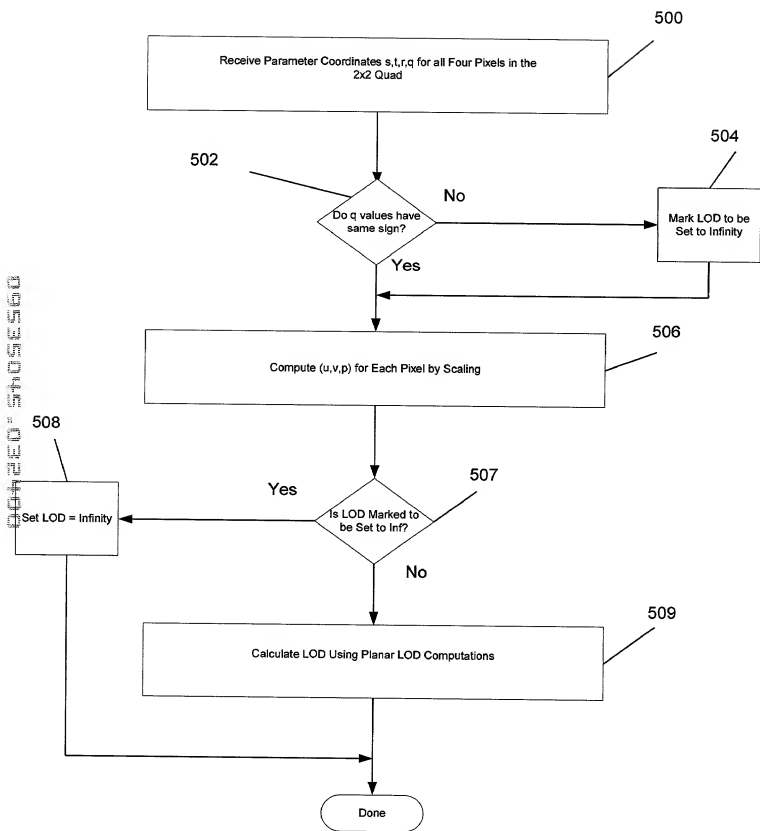 500
Receive Parameter Coordinates s,t,r,q for all Four Pixels in the
2x2 Quad
502
504
Do q values have
same sign?
No
Mark LOD to be
Set to Infinity
Yes
506
Compute (u,v,p) for Each Pixel by Scaling
508
507
Yes
Set LOD = Infinity
Is LOD Marked to
be Set to Inf?
No
509
Calculate LOD Using Planar LOD Computations
Done